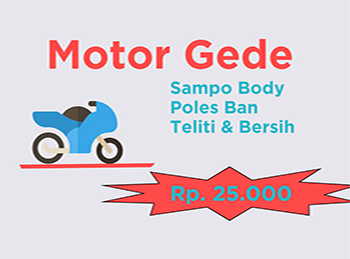 Motor Gede
Sampo Body
Poles Ban
Teliti & Bersih
Rp. 25.000